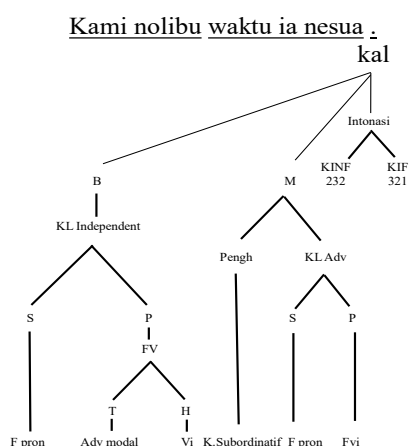 Kami nolibu waktu ia nesua .
kal
Intonasi
KINF KIF
232 321
B M
KL Independent
Pengh KL Adv
S P S P
FV
T H
F pron Adv modal Vi K.Subordinatif F pron Fvi